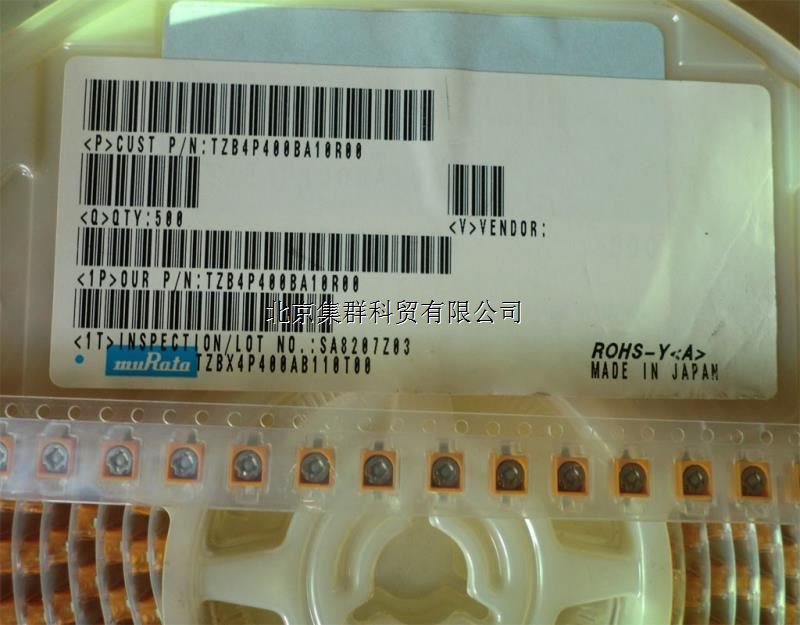 <P>CUST P/N:TZB4P400BA10R00
<Q>QTY:500
<V>VENDOR:
<1P>OUR P/N:TZB4P400BA10R00
北京集群科贸有限公司
<1T>INSPECTION/LOT NO.:SA8207Z03
muRata TZBX4P400AB110T00
ROHS-Y<A>
MADE IN JAPAN